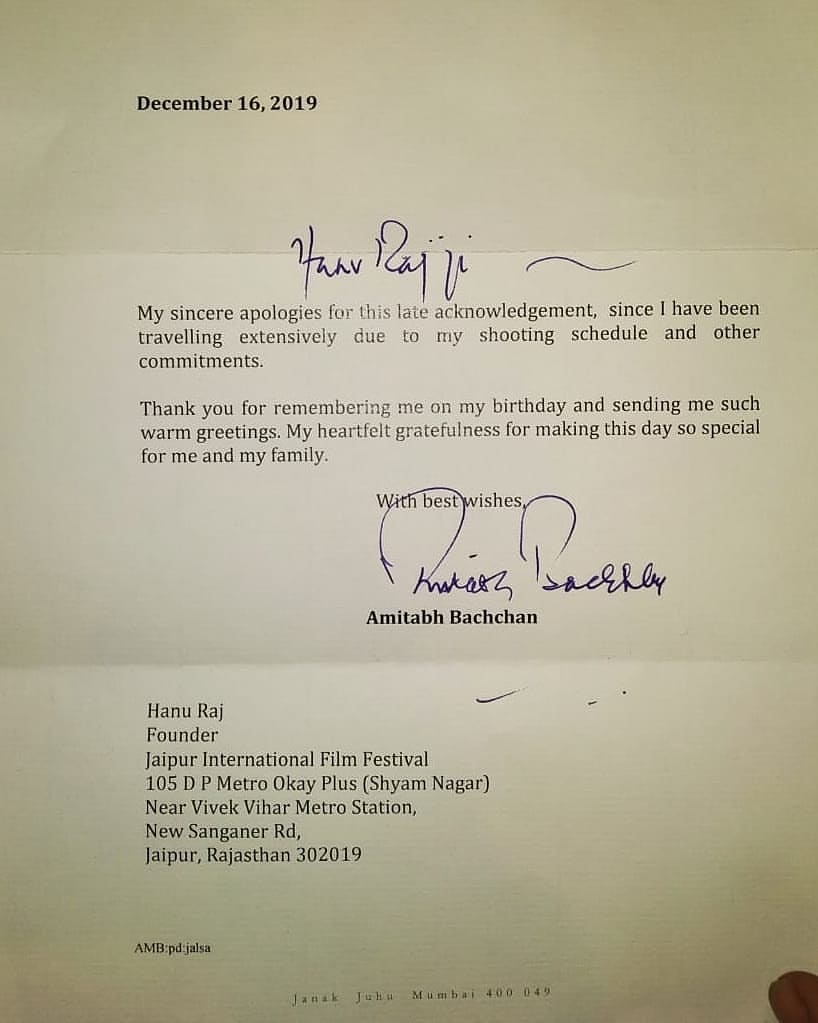 December 16, 2019
Hanu Raj ji
My sincere apologies for this late acknowledgement, since I have been
travelling extensively due to my shooting schedule and other
commitments.
Thank you for remembering me on my birthday and sending me such
warm greetings. My heartfelt gratefulness for making this day so special
for me and my family.
With best wishes,
Amitabh Bachchan
Hanu Raj
Founder
Jaipur International Film Festival
105 D P Metro Okay Plus (Shyam Nagar)
Near Vivek Vihar Metro Station,
New Sanganer Rd,
Jaipur, Rajasthan 302019
AMB:pd:jalsa
Janak Juhu Mumbai 400 049